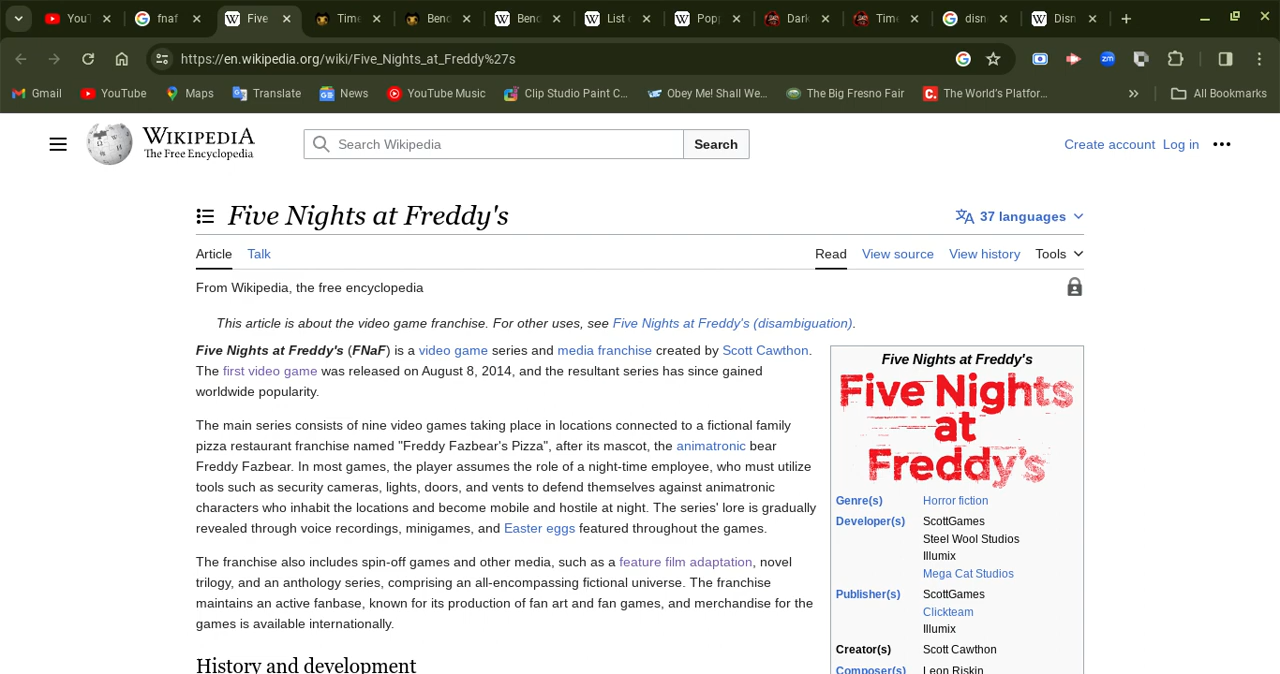 YouT
fnaf
Five
Time
Benc
Benc
List
Popp
Dark
Time
disn
Disn
https://en.wikipedia.org/wiki/Five_Nights_at_Freddy%27s
zm
Gmail
YouTube
Maps
Translate
News
YouTube Music
Clip Studio Paint C...
Obey Me! Shall We...
The Big Fresno Fair
The World's Platfor...
All Bookmarks
WIKIPEDIA
The Free Encyclopedia
Search Wikipedia
Search
Create account
Log in
Five Nights at Freddy's
37 languages
Article
Talk
Read
View source
View history
Tools
From Wikipedia, the free encyclopedia
This article is about the video game franchise. For other uses, see Five Nights at Freddy's (disambiguation).
Five Nights at Freddy's (FNaF) is a video game series and media franchise created by Scott Cawthon.
The first video game was released on August 8, 2014, and the resultant series has since gained
worldwide popularity.
The main series consists of nine video games taking place in locations connected to a fictional family
pizza restaurant franchise named "Freddy Fazbear's Pizza", after its mascot, the animatronic bear
Freddy Fazbear. In most games, the player assumes the role of a night-time employee, who must utilize
tools such as security cameras, lights, doors, and vents to defend themselves against animatronic
characters who inhabit the locations and become mobile and hostile at night. The series' lore is gradually
revealed through voice recordings, minigames, and Easter eggs featured throughout the games.
The franchise also includes spin-off games and other media, such as a feature film adaptation, novel
trilogy, and an anthology series, comprising an all-encompassing fictional universe. The franchise
maintains an active fanbase, known for its production of fan art and fan games, and merchandise for the
games is available internationally.
History and development
Five Nights at Freddy's
Five Nights
at
Freddy's
Genre(s) Horror fiction
Developer(s) ScottGames
Steel Wool Studios
Illumix
Mega Cat Studios
Publisher(s) ScottGames
Clickteam
Illumix
Creator(s) Scott Cawthon
Composer(s) Leon Riskin